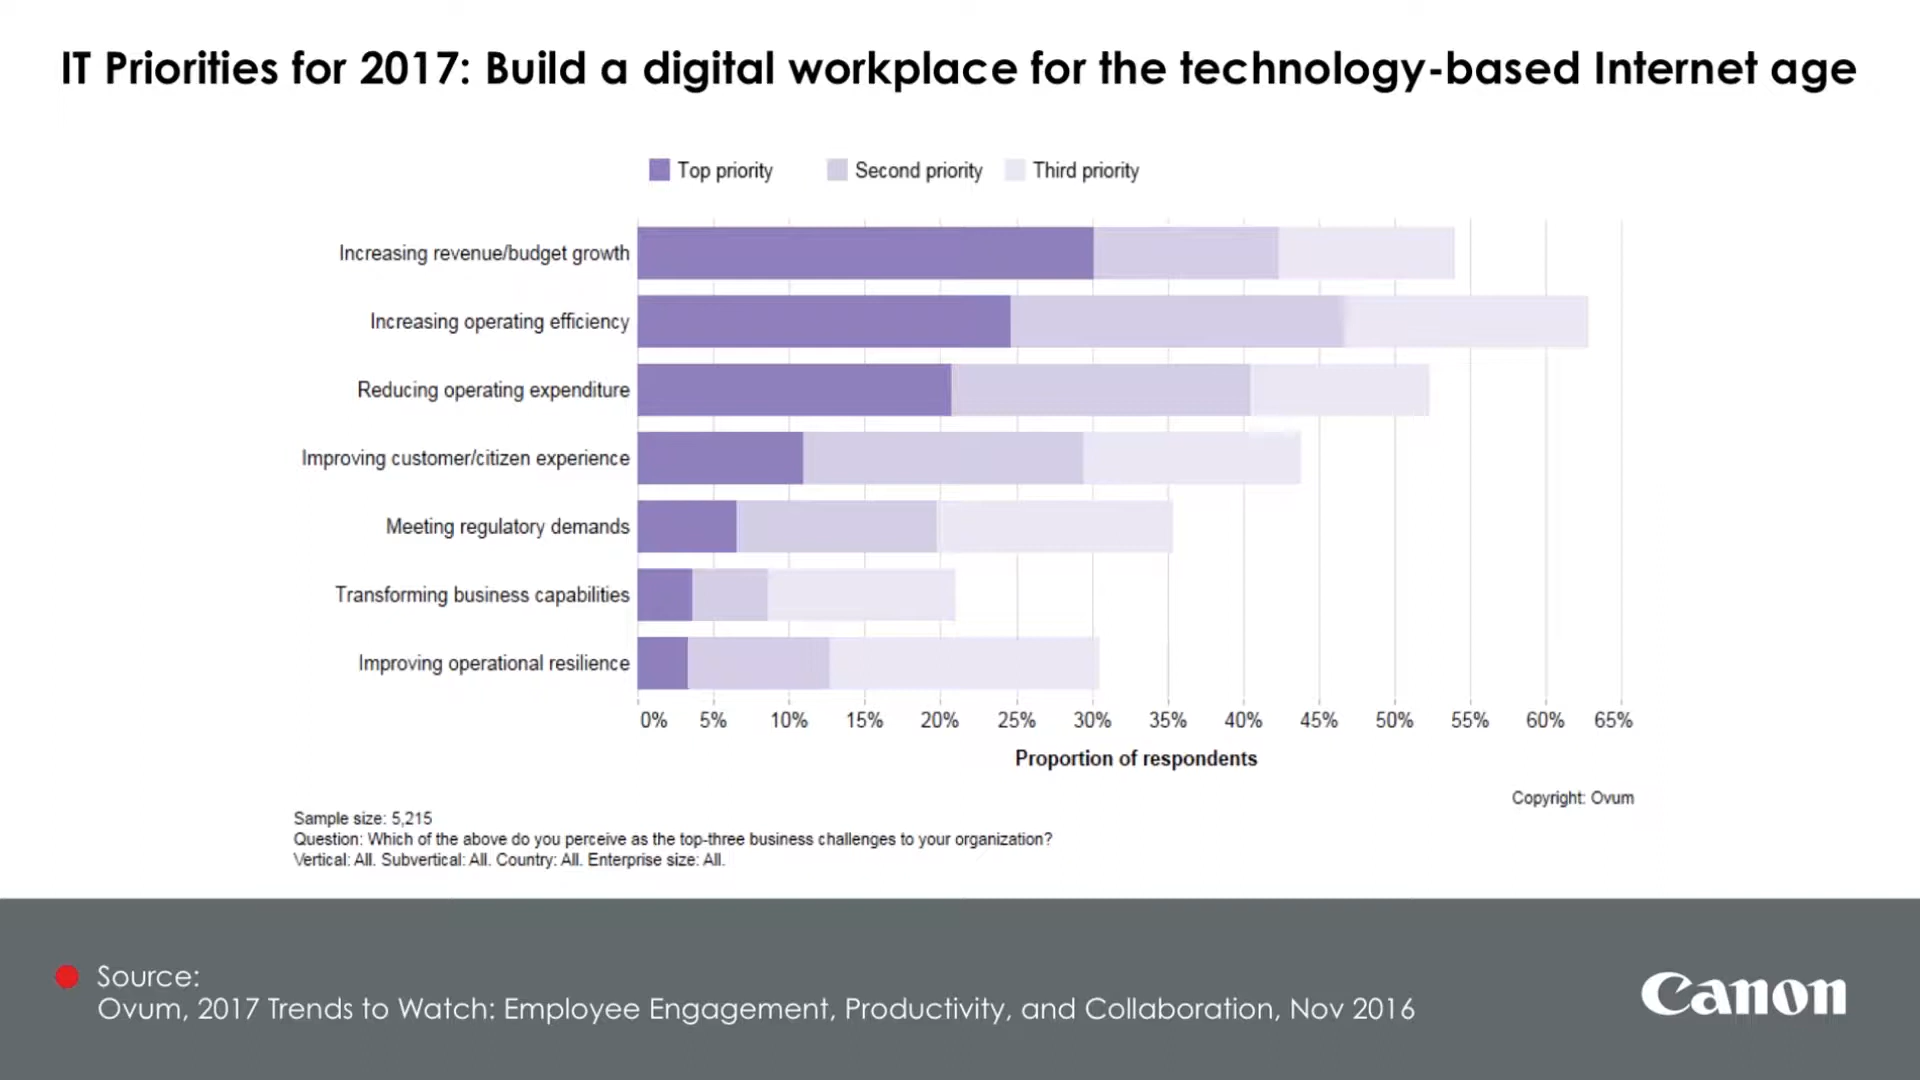 IT Priorities for 2017: Build a digital workplace for the technology-based Internet age
Top priority
Second priority
Third priority
Increasing revenue/budget growth
Increasing operating efficiency
Reducing operating expenditure
Improving customer/citizen experience
Meeting regulatory demands
Transforming business capabilities
Improving operational resilience
0% 5% 10% 15% 20% 25% 30% 35% 40% 45% 50% 55% 60% 65%
Proportion of respondents
Copyright: Ovum
Sample size: 5,215
Question: Which of the above do you perceive as the top-three business challenges to your organization?
Vertical: All. Subvertical: All. Country: All. Enterprise size: All.
Source:
Ovum, 2017 Trends to Watch: Employee Engagement, Productivity, and Collaboration, Nov 2016
Canon